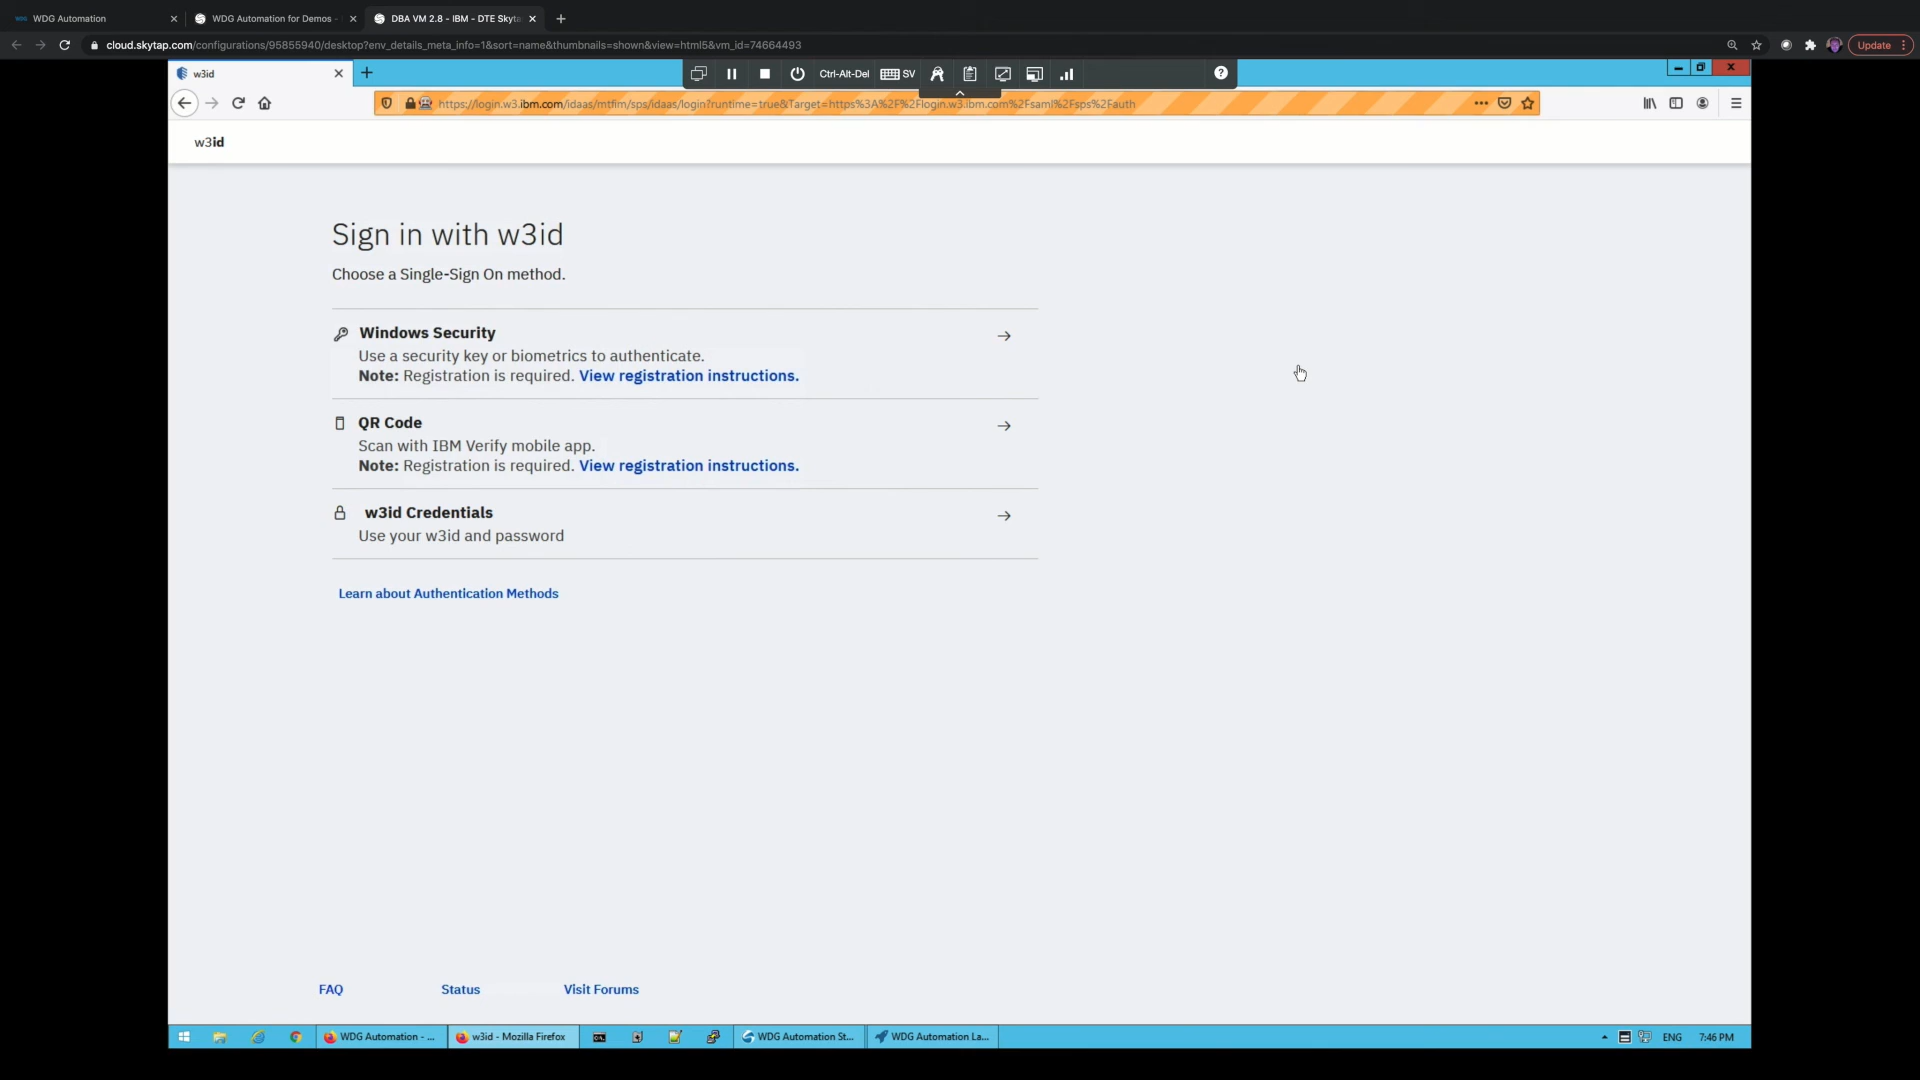 WDG Automation
WDG Automation for Demos -
DBA VM 2.8 - IBM - DTE Skyta
cloud.skytap.com/configurations/95855940/desktop?env_details_meta_info=1&sort=name&thumbnails=shown&view=html5&vm_id=74664493
Update
w3id
Ctrl-Alt-Del
SV
https://login.w3.ibm.com/idaas/mtfim/sps/idaas/login?runtime=true&Target=https%3A%2F%2Flogin.w3.ibm.com%2Fsaml%2Fsps%2Fauth
w3id
Sign in with w3id
Choose a Single-Sign On method.
Windows Security
Use a security key or biometrics to authenticate.
Note: Registration is required. View registration instructions.
QR Code
Scan with IBM Verify mobile app.
Note: Registration is required. View registration instructions.
w3id Credentials
Use your w3id and password
Learn about Authentication Methods
FAQ
Status
Visit Forums
WDG Automation - ...
w3id - Mozilla Firefox
WDG Automation St...
WDG Automation La...
ENG
7:46 PM